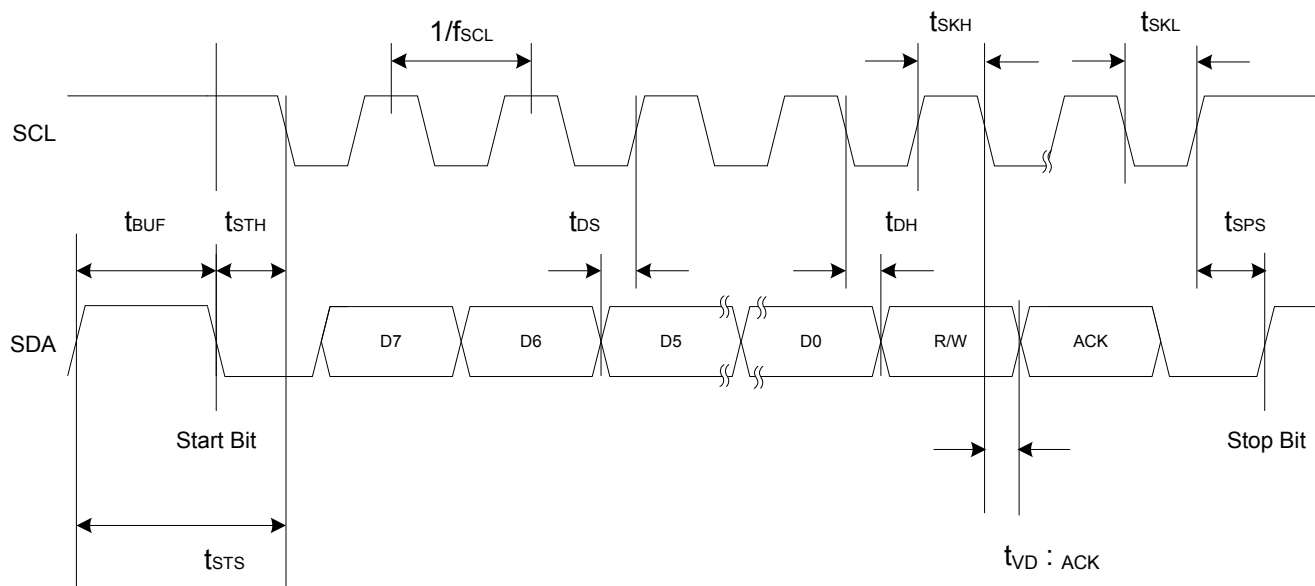 1/fSCL
tSKH
tSKL
SCL
tBUF
tSTH
tDS
tDH
tSPS
SDA
D7
D6
D5
D0
R/W
ACK
Start Bit
Stop Bit
tSTS
tVD : ACK